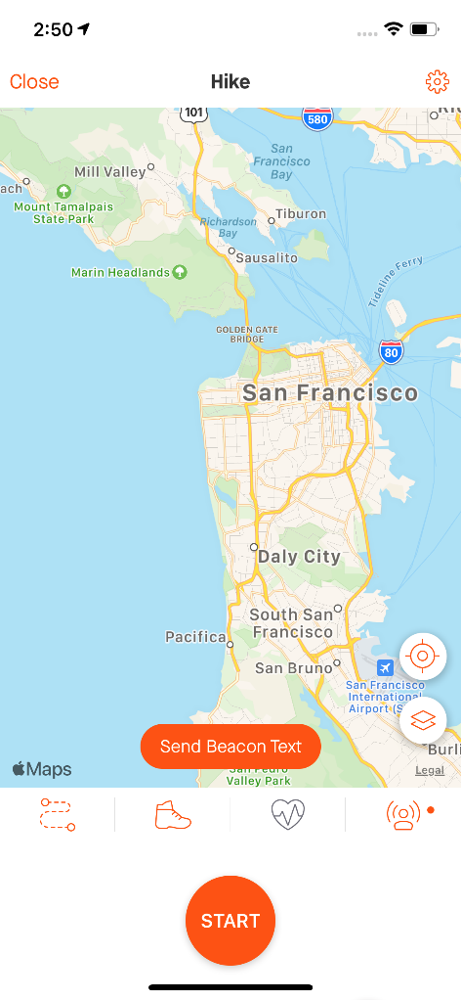 2:50
Close
Hike
101
580
San
Francisco
Bay
Mill Valley
ach
Mount Tamalpais
State Park
Tiburon
Richardson
Bay
Sausalito
Marin Headlands
Tideline Ferry
GOLDEN GATE
BRIDGE
80
San Francisco
Daly City
South San
Francisco
Pacifica
San Bruno
San Francisco
International
Airport (S
Send Beacon Text
Burli
San Pedro
Valley Park
Maps
Legal
START